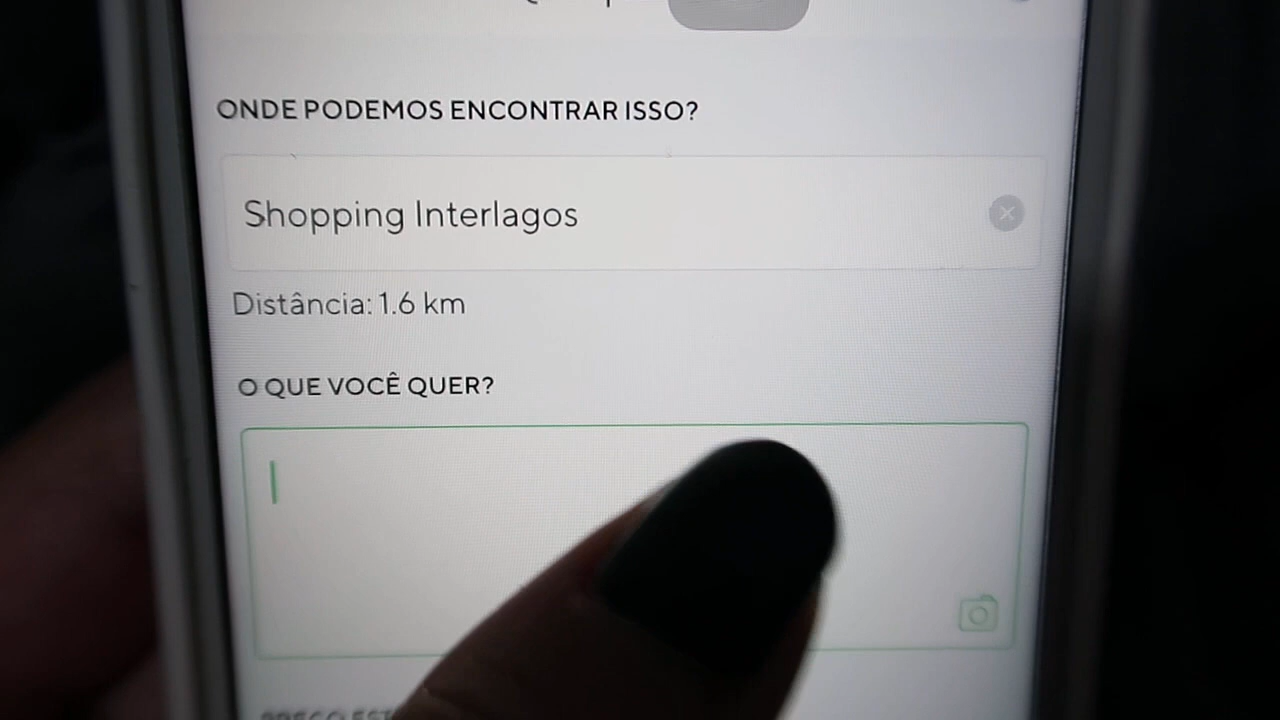 ONDE PODEMOS ENCONTRAR ISSO?
Shopping Interlagos
Distância: 1.6 km
O QUE VOCÊ QUER?